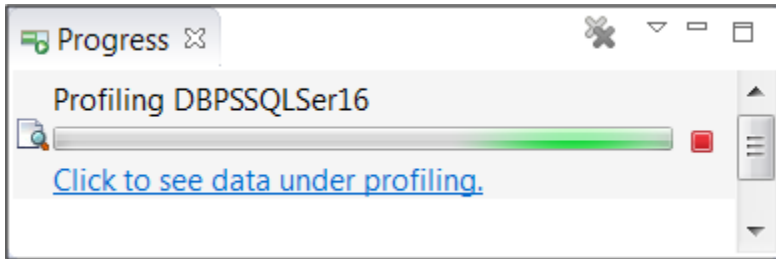 Progress
Profiling DBPSSQLSer16
Click to see data under profiling.